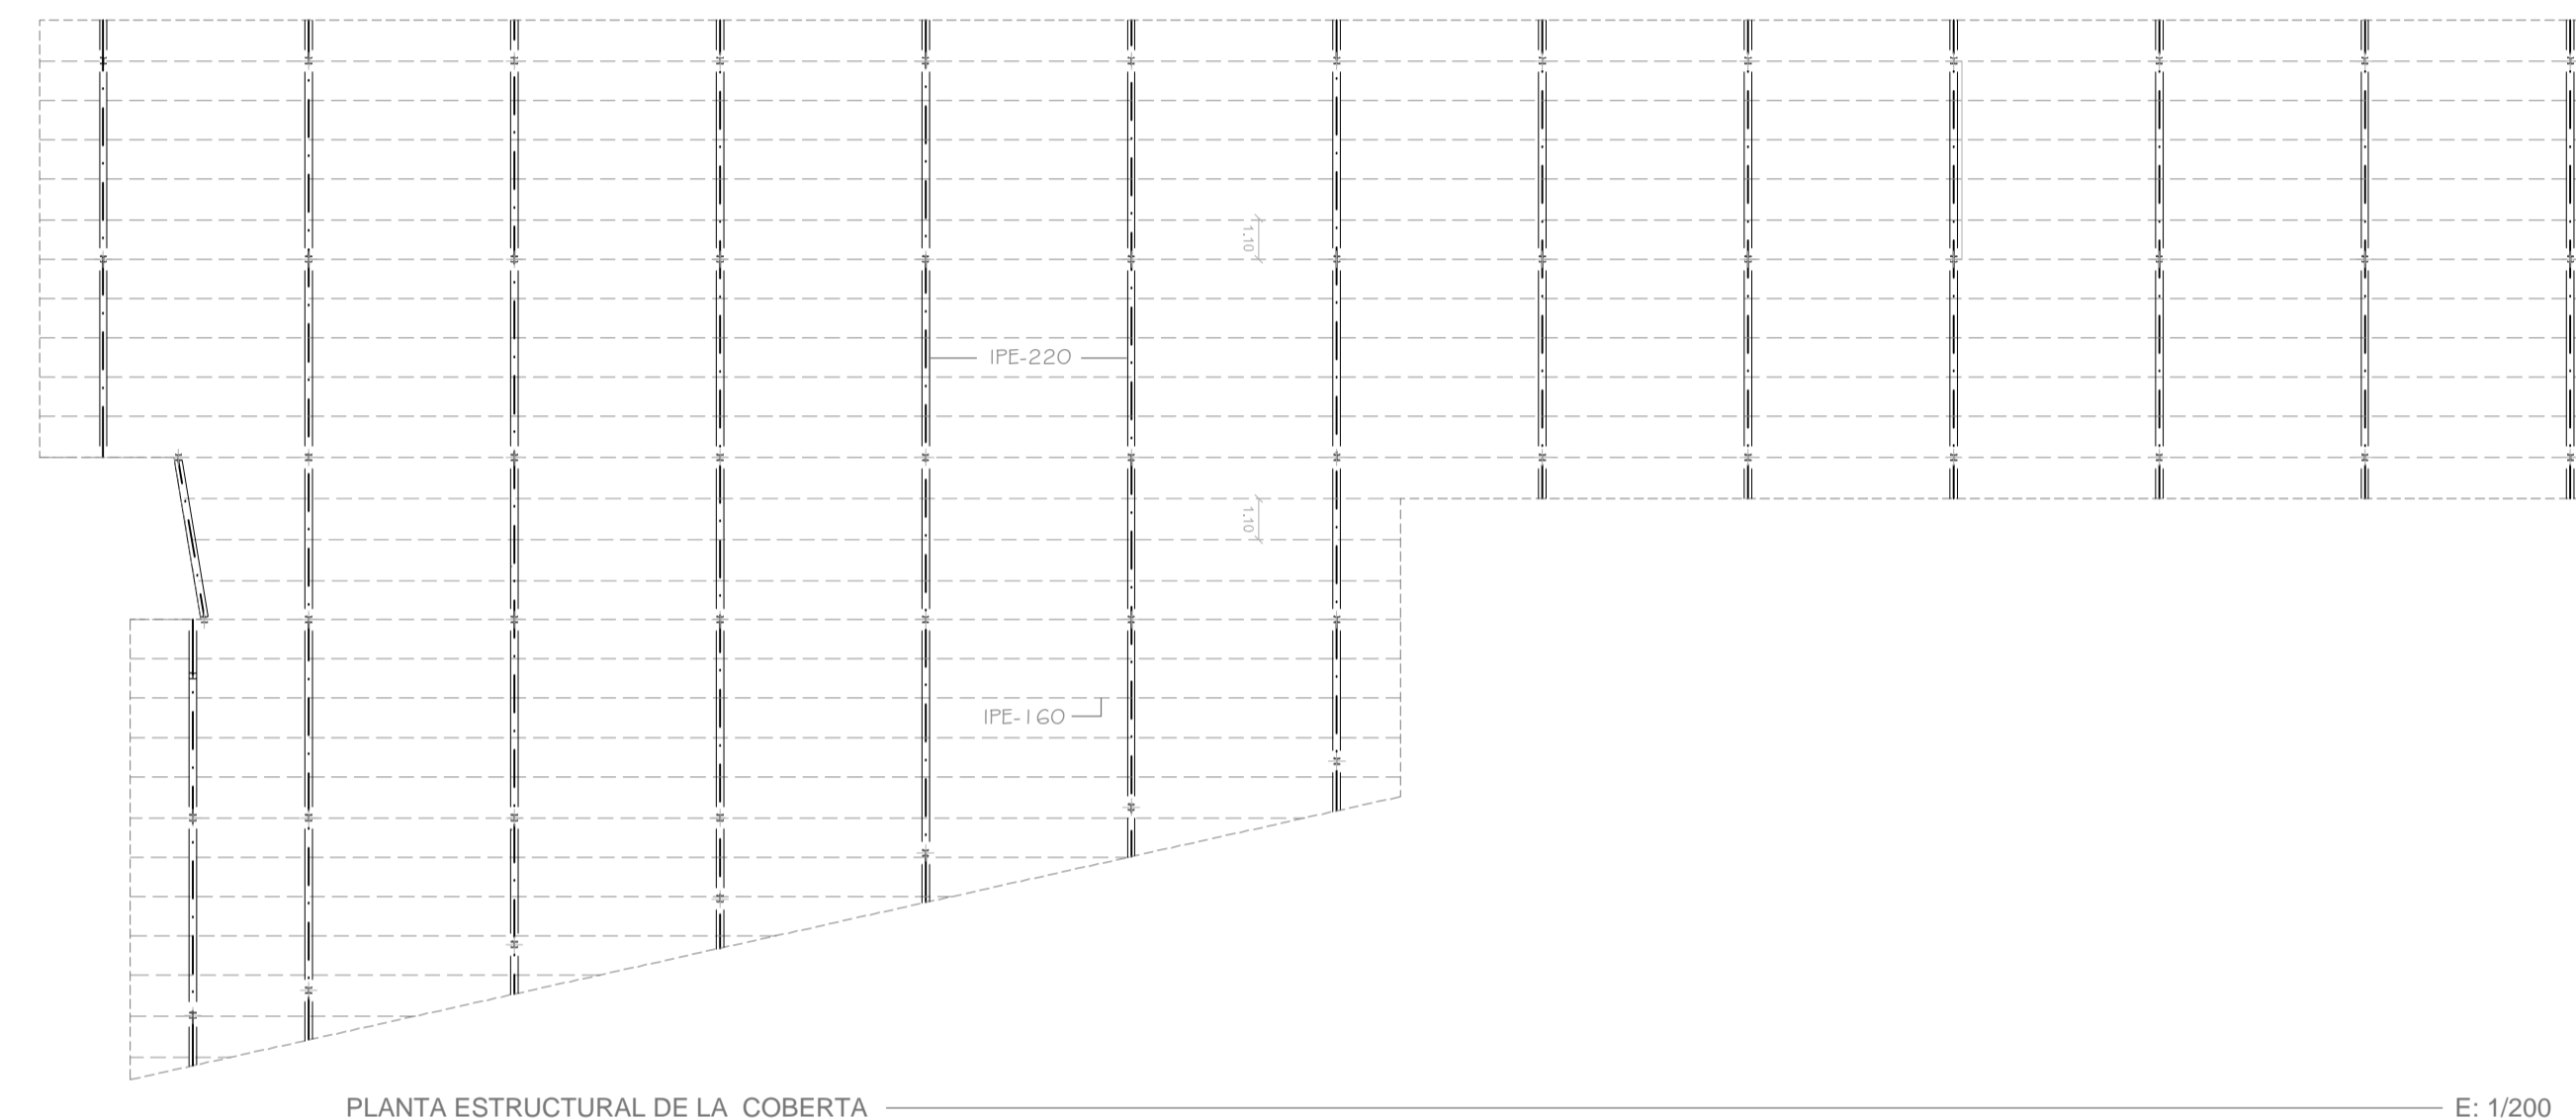 1.10
IPE-220
1.10
IPE-160
PLANTA ESTRUCTURAL DE LA COBERTA E: 1/200